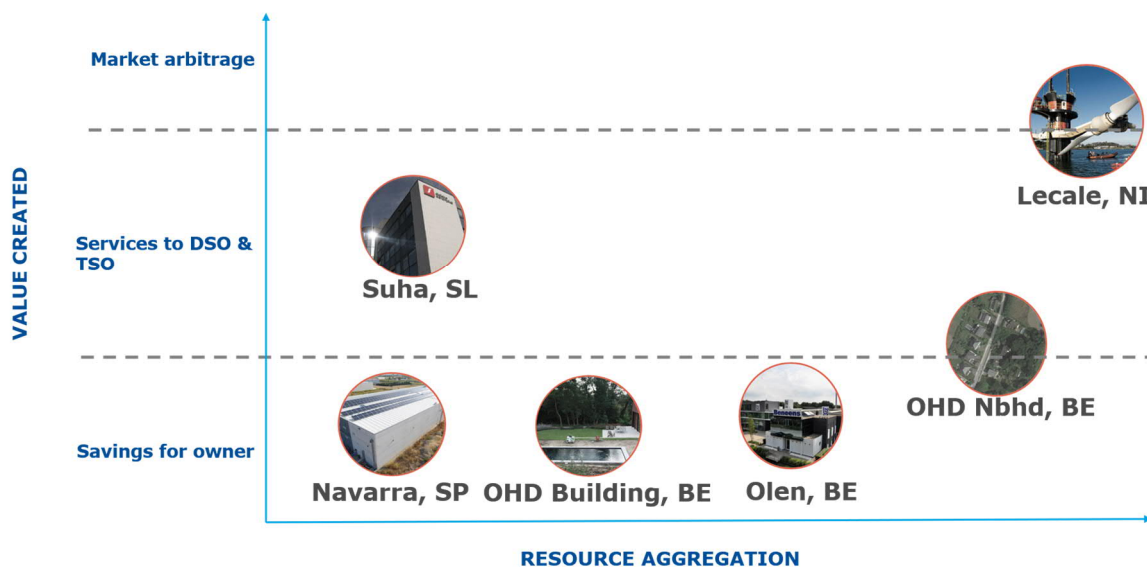 Market arbitrage
Lecale, NI
VALUE CREATED
Services to DSO &
TSO
Suha, SL
OHD Nbhd, BE
Savings for owner
Navarra, SP
OHD Building, BE
Olen, BE
RESOURCE AGGREGATION